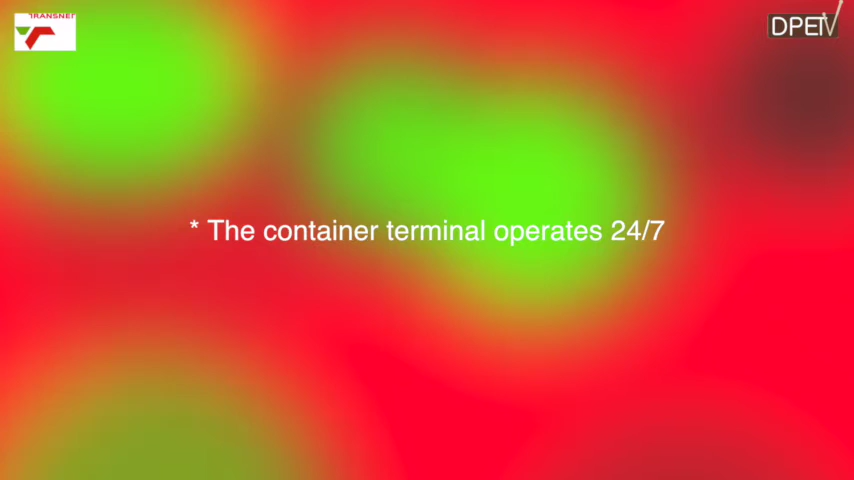 TRANSNET
DPETV
* The container terminal operates 24/7